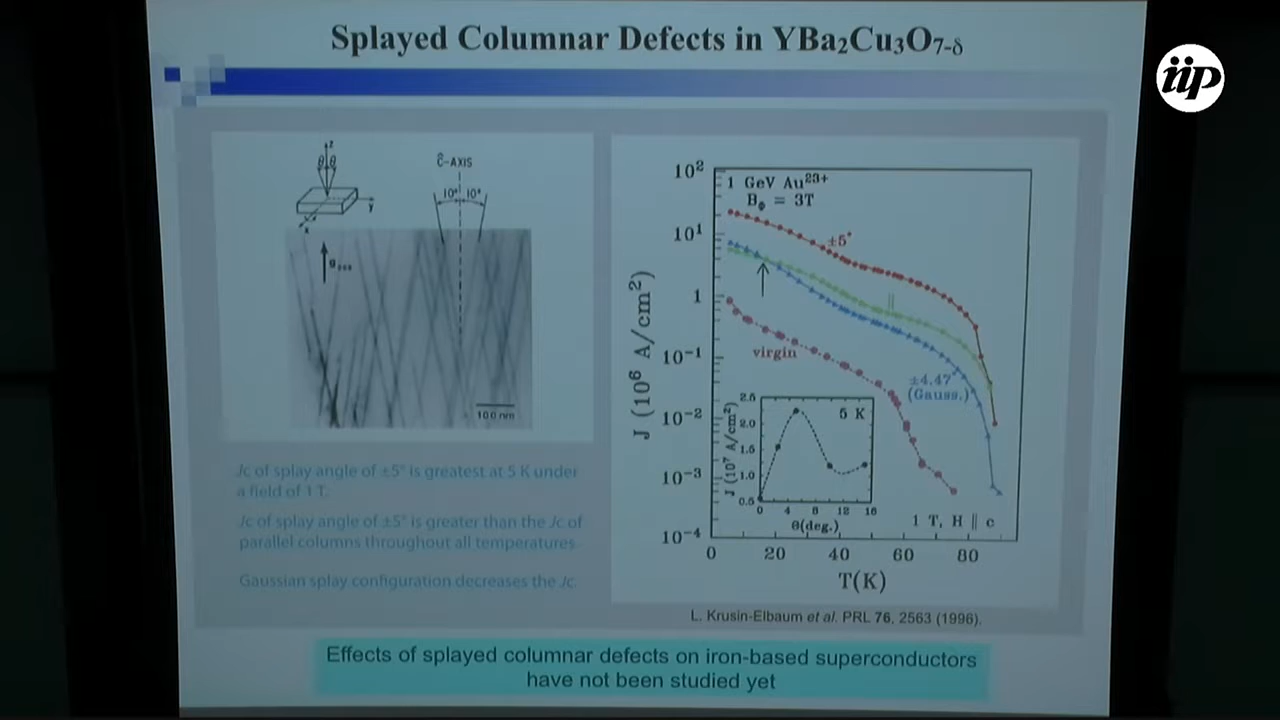 Splayed Columnar Defects in YBa₂Cu₃O₇₋δ
iip
z
θ θ
y
x
Ĉ-AXIS
10° 10°
100 nm
Jc of splay angle of ±5° is greatest at 5 K under
a field of 1 T.
Jc of splay angle of ±5° is greater than the Jc of
parallel columns throughout all temperatures.
Gaussian splay configuration decreases the Jc.
J (10⁶ A/cm²)
10²
10¹
1
10⁻¹
10⁻²
10⁻³
10⁻⁴
1 GeV Au²³⁺
B_Φ = 3T
±5°
||
virgin
±4.47°
(Gauss.)
J (10⁷ A/cm²)
2.5
2.0
1.5
1.0
0.5
5 K
0 4 8 12 16
θ(deg.)
1 T, H || c
0 20 40 60 80
T(K)
L. Krusin-Elbaum et al. PRL 76, 2563 (1996).
Effects of splayed columnar defects on iron-based superconductors
have not been studied yet